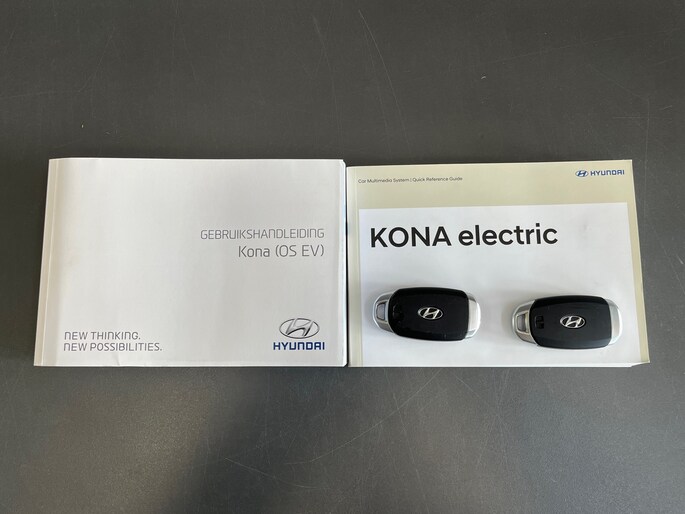 GEBRUIKSHANDLEIDING
Kona (OS EV)
NEW THINKING.
NEW POSSIBILITIES.
HYUNDAI
Car Multimedia System | Quick Reference Guide
HYUNDAI
KONA electric